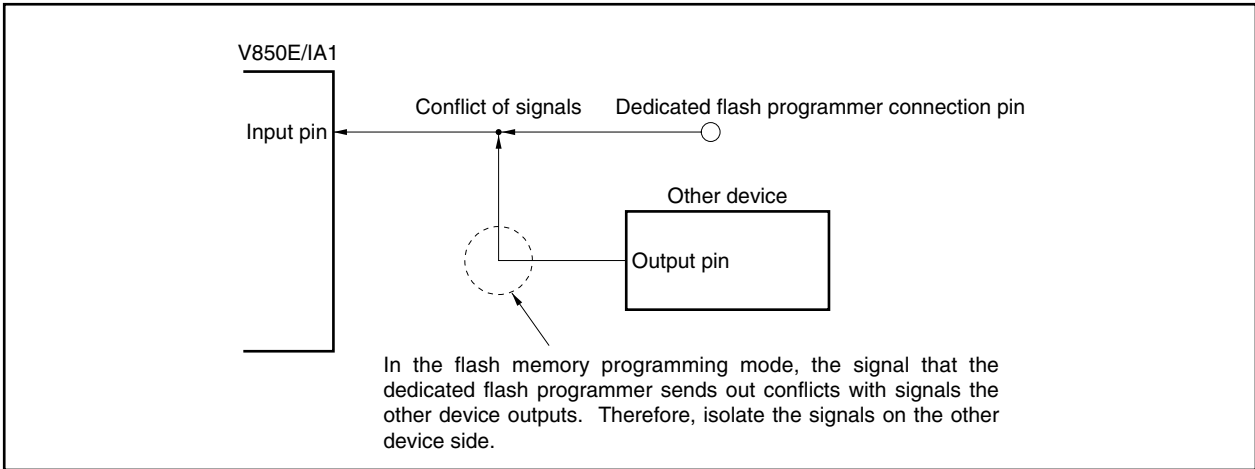 V850E/IA1
Conflict of signals
Dedicated flash programmer connection pin
Input pin
Other device
Output pin
In the flash memory programming mode, the signal that the
dedicated flash programmer sends out conflicts with signals the
other device outputs. Therefore, isolate the signals on the other
device side.